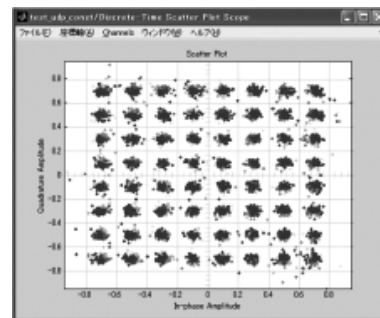 test_udp_const/Discrete-Time Scatter Plot Scope
ファイル(F) 座標軸(A) Channels ウィンドウ(W) ヘルプ(H)
Scatter Plot
0.8
0.6
0.4
0.2
0
-0.2
-0.4
-0.6
-0.8
Quadrature Amplitude
-0.8 -0.6 -0.4 -0.2 0 0.2 0.4 0.6 0.8
In-phase Amplitude